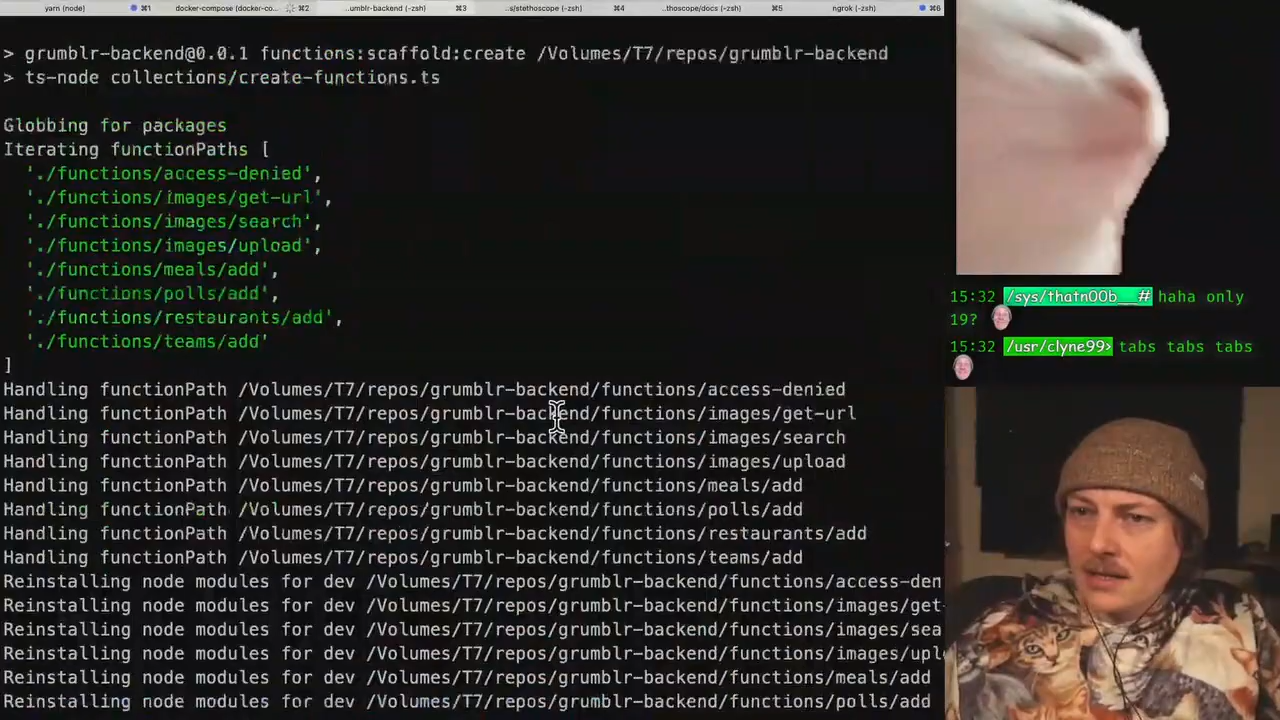 yarn (node) ⌘1 docker-compose (docker-co... ⌘2 ...umblr-backend (-zsh) ⌘3 ...s/stethoscope (-zsh) ⌘4 ...thoscope/docs (-zsh) ⌘5 ngrok (-zsh) ⌘6
> grumblr-backend@0.0.1 functions:scaffold:create /Volumes/T7/repos/grumblr-backend
> ts-node collections/create-functions.ts
Globbing for packages
Iterating functionPaths [
'./functions/access-denied',
'./functions/images/get-url',
'./functions/images/search',
'./functions/images/upload',
'./functions/meals/add',
'./functions/polls/add',
'./functions/restaurants/add',
'./functions/teams/add'
]
Handling functionPath /Volumes/T7/repos/grumblr-backend/functions/access-denied
Handling functionPath /Volumes/T7/repos/grumblr-backend/functions/images/get-url
Handling functionPath /Volumes/T7/repos/grumblr-backend/functions/images/search
Handling functionPath /Volumes/T7/repos/grumblr-backend/functions/images/upload
Handling functionPath /Volumes/T7/repos/grumblr-backend/functions/meals/add
Handling functionPath /Volumes/T7/repos/grumblr-backend/functions/polls/add
Handling functionPath /Volumes/T7/repos/grumblr-backend/functions/restaurants/add
Handling functionPath /Volumes/T7/repos/grumblr-backend/functions/teams/add
Reinstalling node modules for dev /Volumes/T7/repos/grumblr-backend/functions/access-den
Reinstalling node modules for dev /Volumes/T7/repos/grumblr-backend/functions/images/get-
Reinstalling node modules for dev /Volumes/T7/repos/grumblr-backend/functions/images/sea
Reinstalling node modules for dev /Volumes/T7/repos/grumblr-backend/functions/images/uplo
Reinstalling node modules for dev /Volumes/T7/repos/grumblr-backend/functions/meals/add
Reinstalling node modules for dev /Volumes/T7/repos/grumblr-backend/functions/polls/add
15:32 /sys/thatn00b__# haha only
19?
15:32 /usr/clyne99> tabs tabs tabs